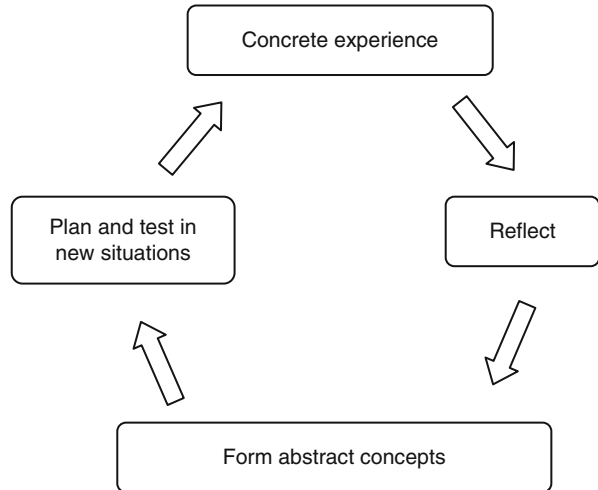 Concrete experience
Reflect
Form abstract concepts
Plan and test in
new situations